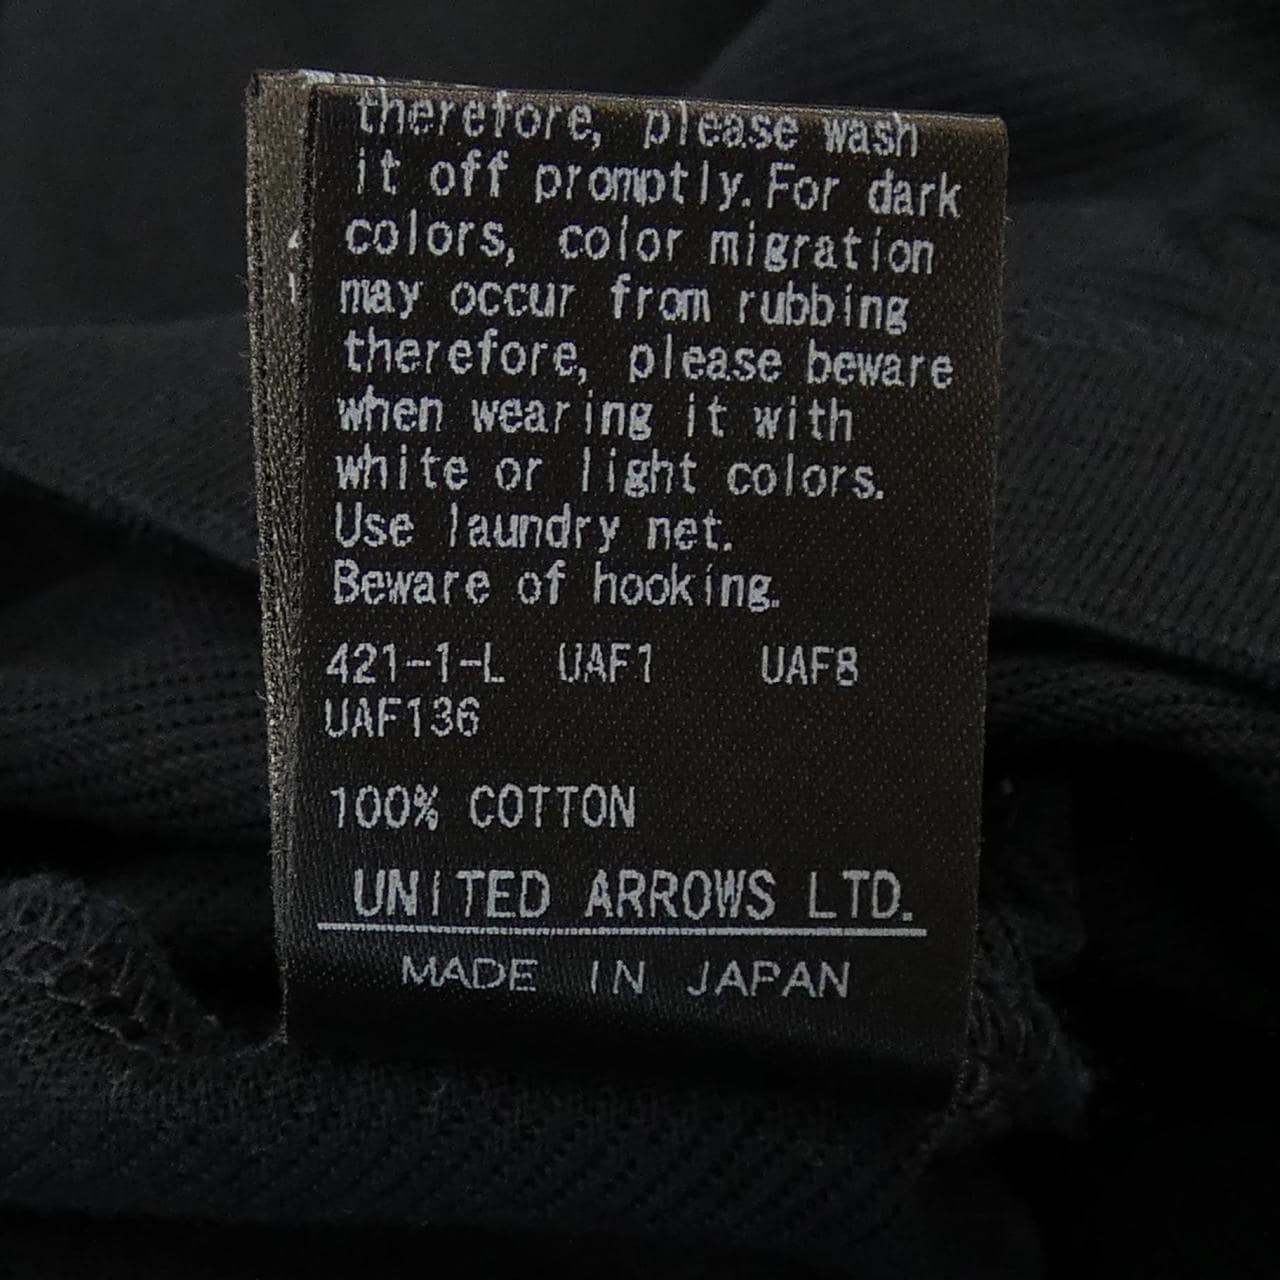 therefore, please wash
it off promptly.For dark
colors, color migration
may occur from rubbing
therefore, please beware
when wearing it with
white or light colors.
Use laundry net.
Beware of hooking.
421-1-L UAF1 UAF8
UAF136
100% COTTON
UNITED ARROWS LTD.
MADE IN JAPAN